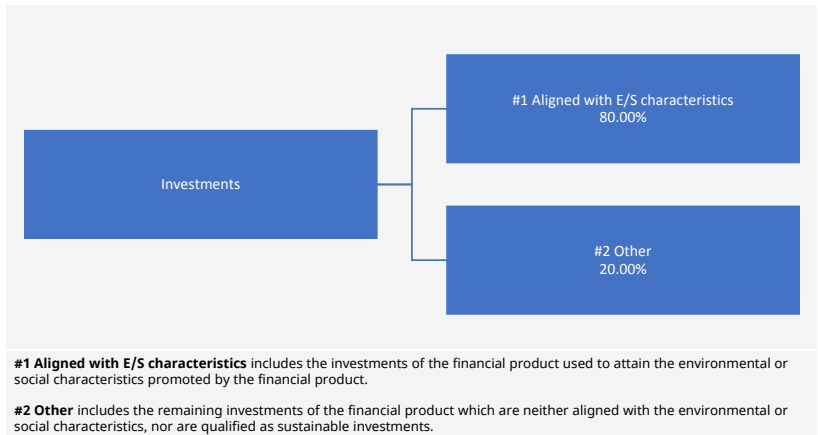 Investments
#1 Aligned with E/S characteristics
80.00%
#2 Other
20.00%
#1 Aligned with E/S characteristics includes the investments of the financial product used to attain the environmental or
social characteristics promoted by the financial product.
#2 Other includes the remaining investments of the financial product which are neither aligned with the environmental or
social characteristics, nor are qualified as sustainable investments.